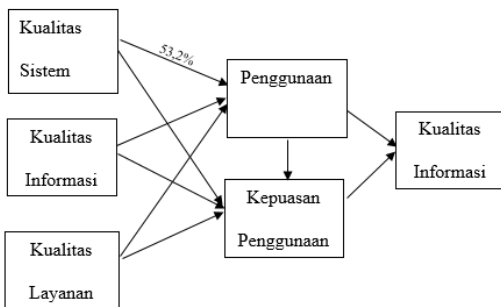 Kualitas
Sistem
53,2%
Penggunaan
Kualitas
Informasi
Kualitas
Informasi
Kepuasan
Penggunaan
Kualitas
Layanan